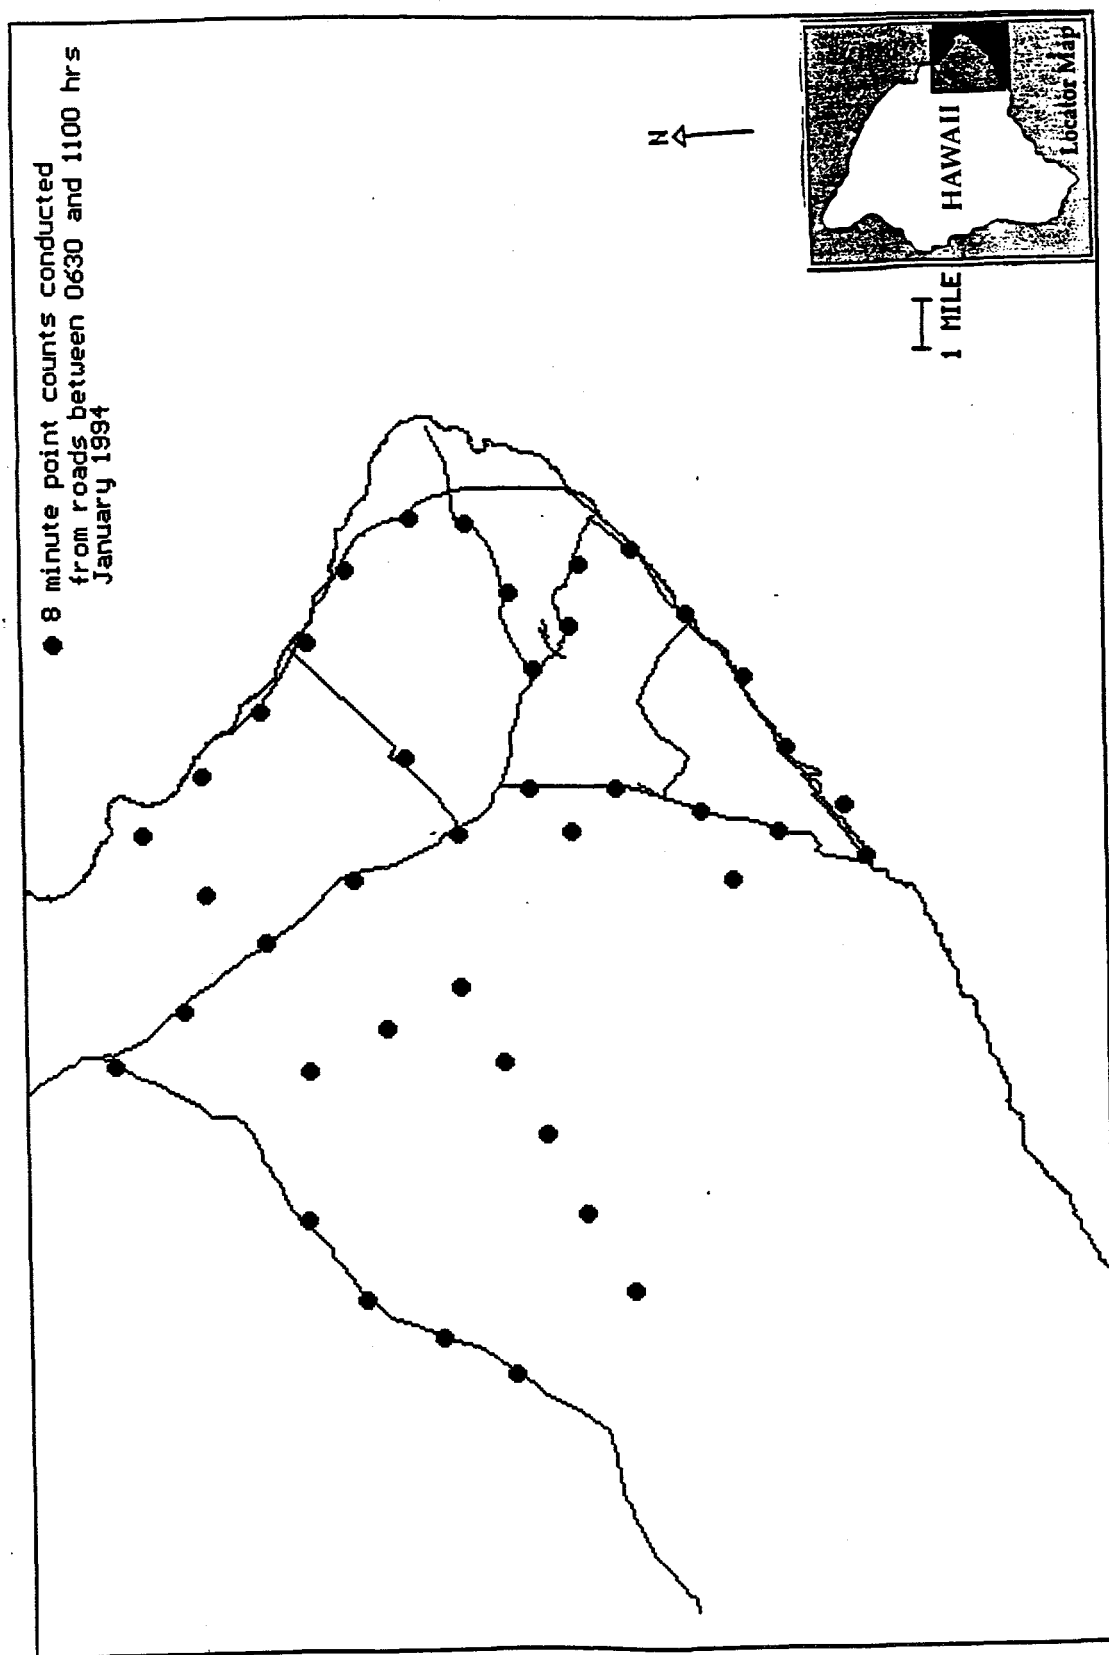 8 minute point counts conducted
from roads between 0630 and 1100 hrs
January 1994
N
1 MILE
HAWAII
Locator Map